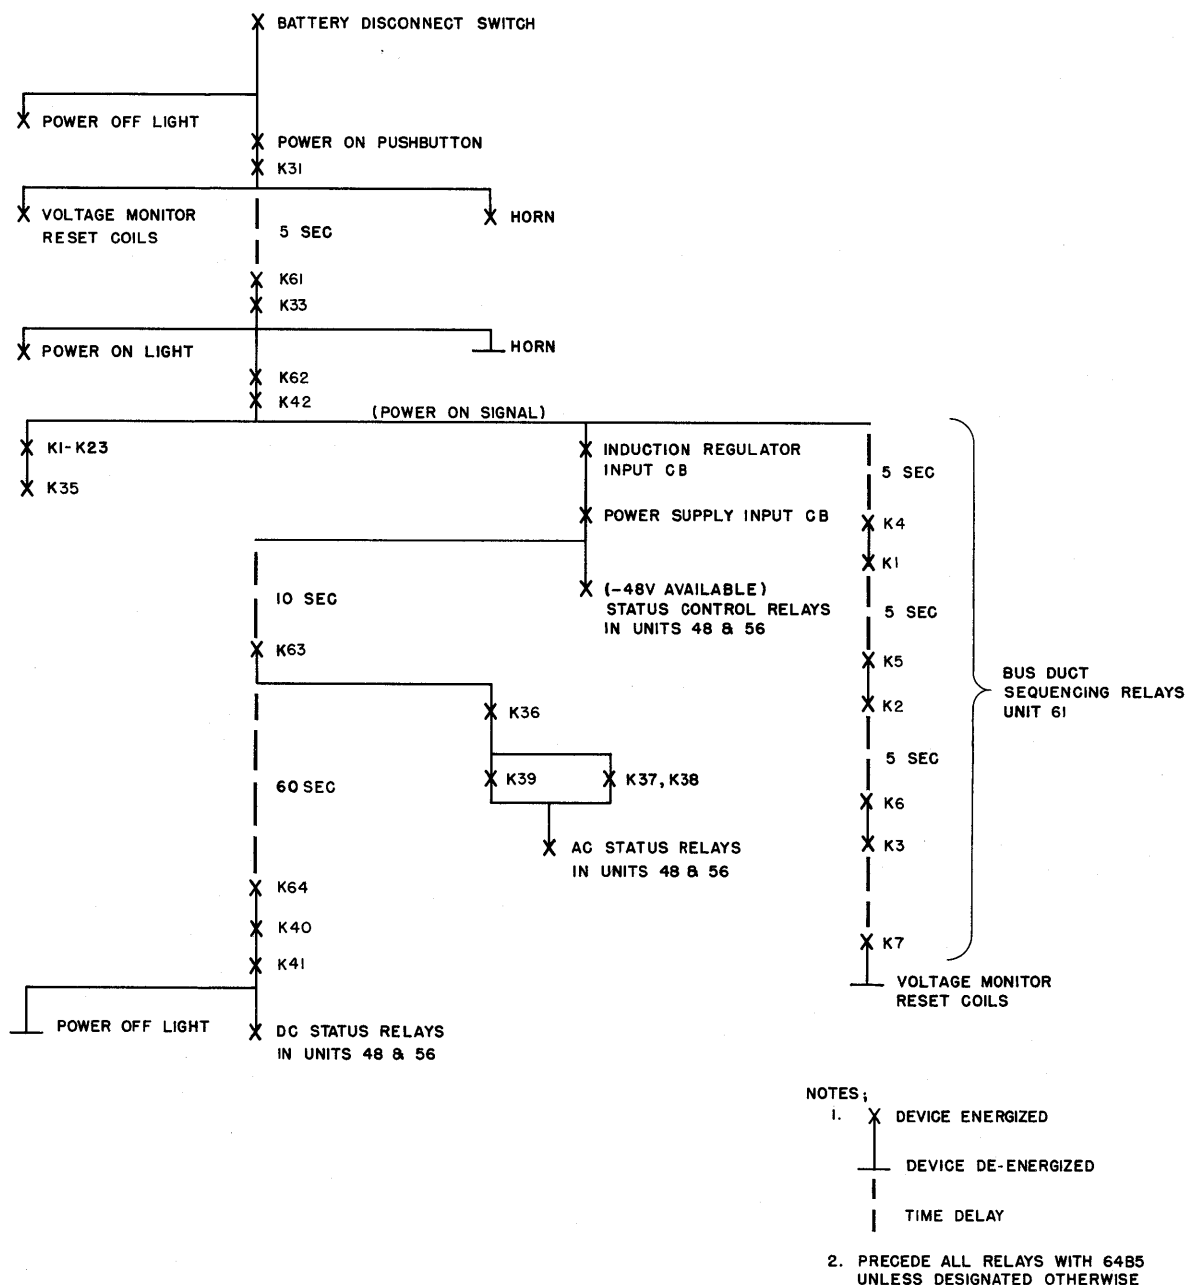 BATTERY DISCONNECT SWITCH
POWER OFF LIGHT
POWER ON PUSHBUTTON
K31
VOLTAGE MONITOR
RESET COILS
HORN
5 SEC
K61
K33
POWER ON LIGHT
HORN
K62
K42
(POWER ON SIGNAL)
K1-K23
K35
INDUCTION REGULATOR
INPUT CB
POWER SUPPLY INPUT CB
(-48V AVAILABLE)
STATUS CONTROL RELAYS
IN UNITS 48 & 56
10 SEC
K63
K36
K39
K37, K38
AC STATUS RELAYS
IN UNITS 48 & 56
60 SEC
K64
K40
K41
POWER OFF LIGHT
DC STATUS RELAYS
IN UNITS 48 & 56
5 SEC
K4
K1
5 SEC
K5
K2
5 SEC
K6
K3
K7
VOLTAGE MONITOR
RESET COILS
BUS DUCT
SEQUENCING RELAYS
UNIT 61
NOTES;
1. DEVICE ENERGIZED
DEVICE DE-ENERGIZED
TIME DELAY
2. PRECEDE ALL RELAYS WITH 64B5
UNLESS DESIGNATED OTHERWISE